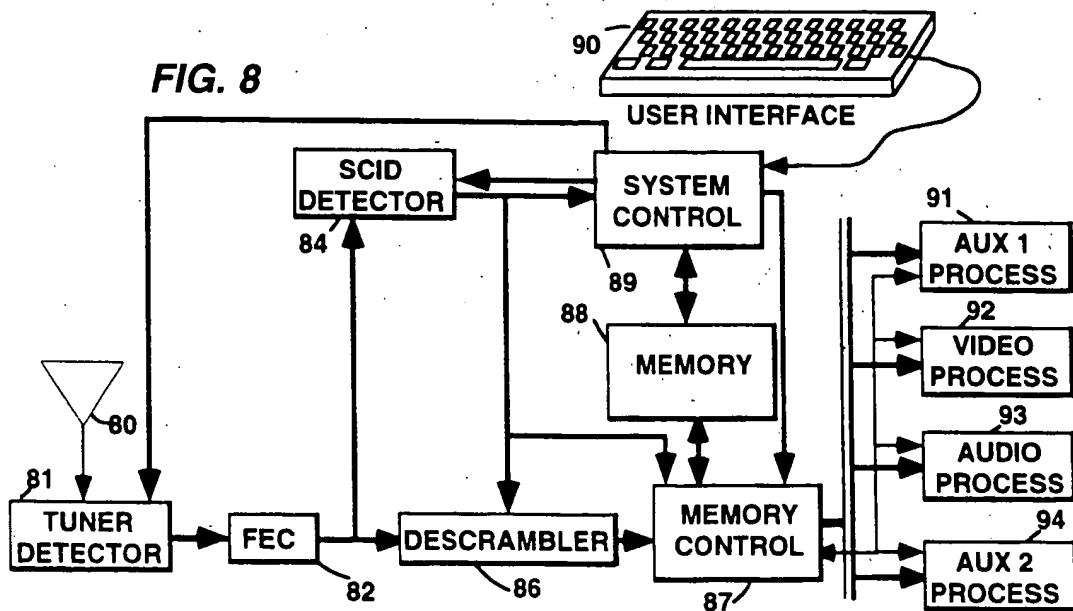 FIG. 8
90
USER INTERFACE
SCID
DETECTOR
84
SYSTEM
CONTROL
89
91
AUX 1
PROCESS
88
MEMORY
92
VIDEO
PROCESS
80
93
AUDIO
PROCESS
81
TUNER
DETECTOR
FEC
82
DESCRAMBLER
86
MEMORY
CONTROL
87
94
AUX 2
PROCESS